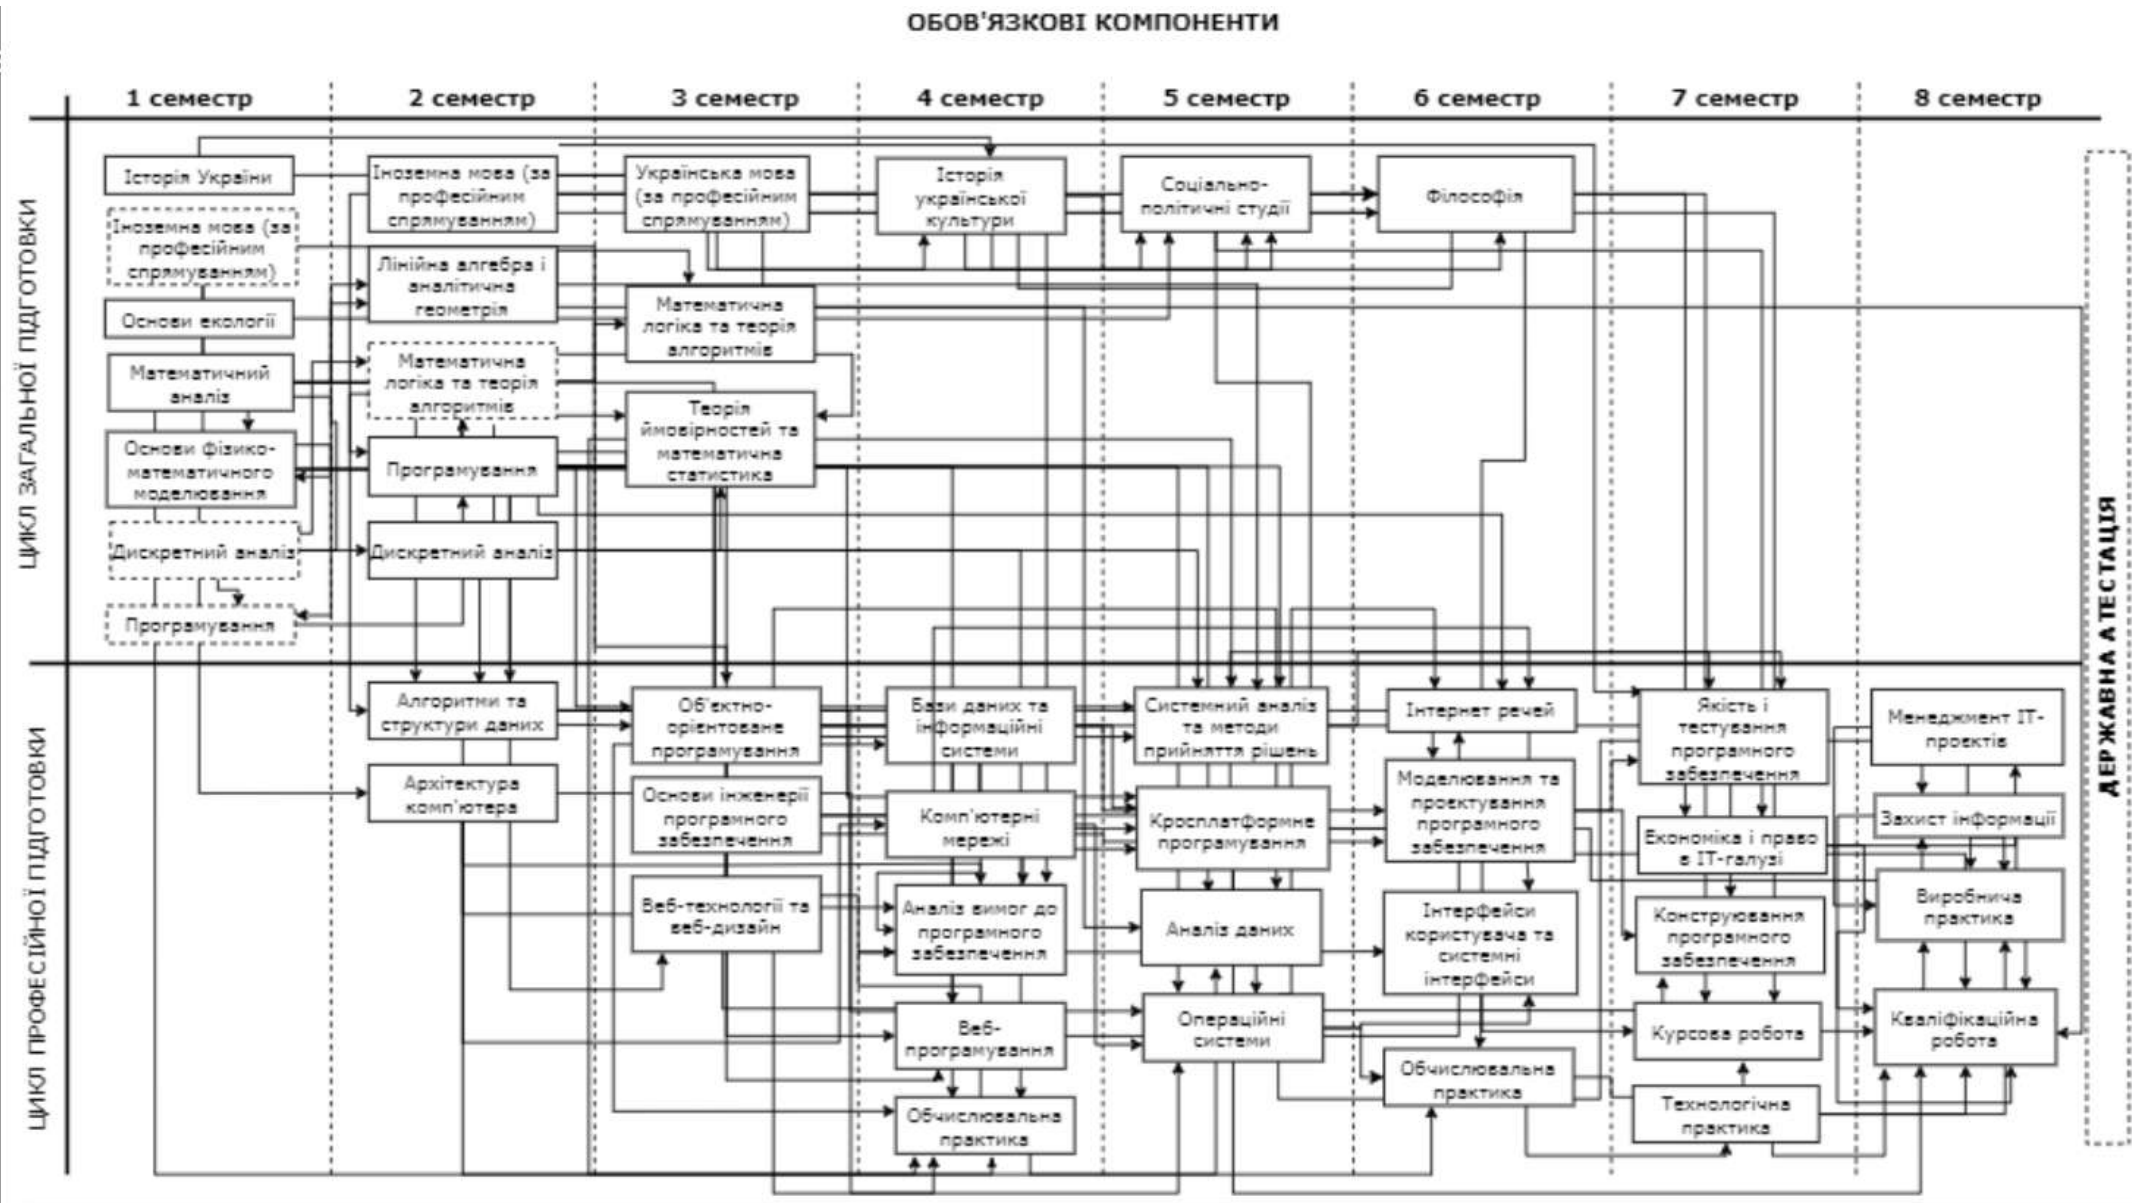 ОБОВ'ЯЗКОВІ КОМПОНЕНТИ
1 семестр
2 семестр
3 семестр
4 семестр
5 семестр
6 семестр
7 семестр
8 семестр
ЦИКЛ ЗАГАЛЬНОЇ ПІДГОТОВКИ
Історія України
Іноземна мова (за
професійним
спрямуванням)
Основи екології
Математичний
аналіз
Основи фізико-
математичного
моделювання
Дискретний аналіз
Програмування
Іноземна мова (за
професійним
спрямуванням)
Лінійна алгебра і
аналітична
геометрія
Математична
логіка та теорія
алгоритмів
Програмування
Дискретний аналіз
Українська мова
(за професійним
спрямуванням)
Математична
логіка та теорія
алгоритмів
Теорія
ймовірностей та
математична
статистика
Історія
української
культури
Соціально-
політичні студії
Філософія
ЦИКЛ ПРОФЕСІЙНОЇ ПІДГОТОВКИ
Алгоритми та
структури даних
Архітектура
комп'ютера
Об'єктно-
орієнтоване
програмування
Основи інженерії
програмного
забезпечення
Веб-технології та
веб-дизайн
Бази даних та
інформаційні
системи
Комп'ютерні
мережі
Аналіз вимог до
програмного
забезпечення
Веб-
програмування
Обчислювальна
практика
Системний аналіз
та методи
прийняття рішень
Кросплатформне
програмування
Аналіз даних
Операційні
системи
Інтернет речей
Моделювання та
проєктування
програмного
забезпечення
Інтерфейси
користувача та
системні
інтерфейси
Обчислювальна
практика
Якість і
тестування
програмного
забезпечення
Економіка і право
в ІТ-галузі
Конструювання
програмного
забезпечення
Курсова робота
Технологічна
практика
Менеджмент ІТ-
проєктів
Захист інформації
Виробнича
практика
Кваліфікаційна
робота
ДЕРЖАВНА АТЕСТАЦІЯ